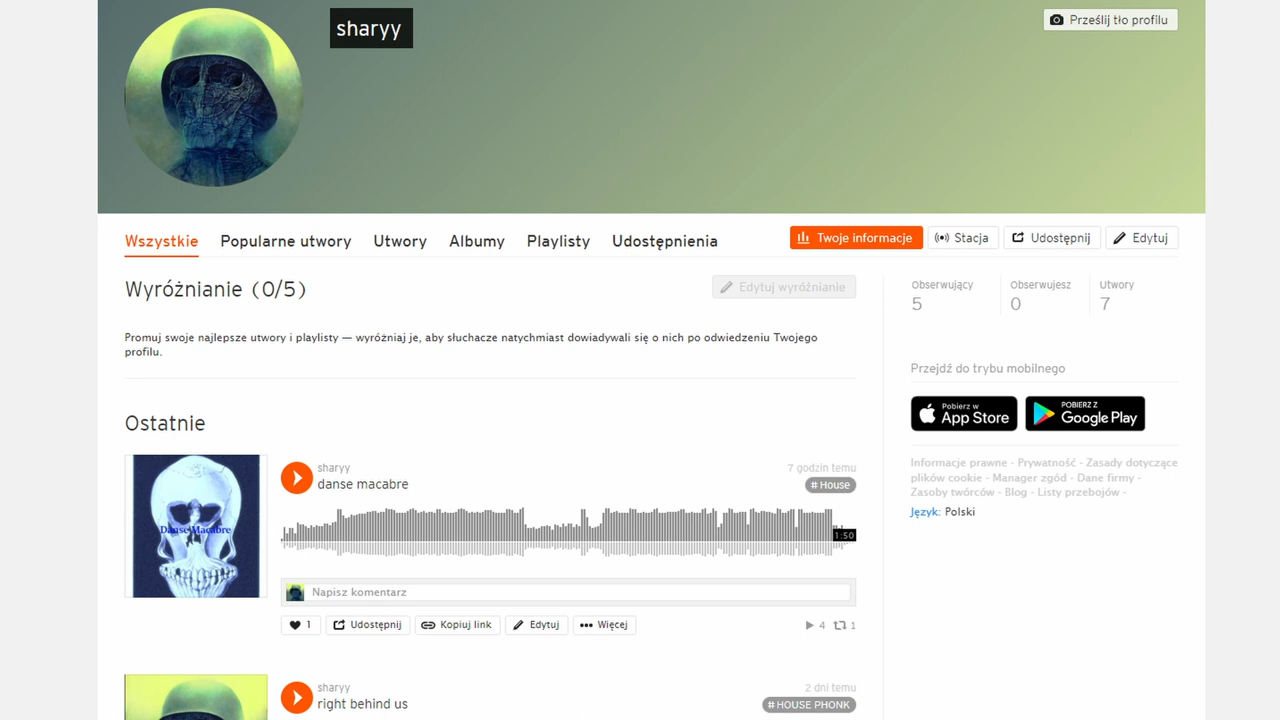 sharyy
Prześlij tło profilu
Wszystkie
Popularne utwory
Utwory
Albumy
Playlisty
Udostępnienia
Twoje informacje
Stacja
Udostępnij
Edytuj
Wyróżnianie (0/5)
Edytuj wyróżnianie
Promuj swoje najlepsze utwory i playlisty — wyróżniaj je, aby słuchacze natychmiast dowiadywali się o nich po odwiedzeniu Twojego
profilu.
Obserwujący
5
Obserwujesz
0
Utwory
7
Przejdź do trybu mobilnego
Pobierz w
App Store
POBIERZ Z
Google Play
Informacje prawne - Prywatność - Zasady dotyczące
plików cookie - Manager zgód - Dane firmy -
Zasoby twórców - Blog - Listy przebojów -
Język: Polski
Ostatnie
Danse Macabre
sharyy
danse macabre
7 godzin temu
# House
1:50
Napisz komentarz
1
Udostępnij
Kopiuj link
Edytuj
Więcej
4
1
sharyy
right behind us
2 dni temu
# HOUSE PHONK